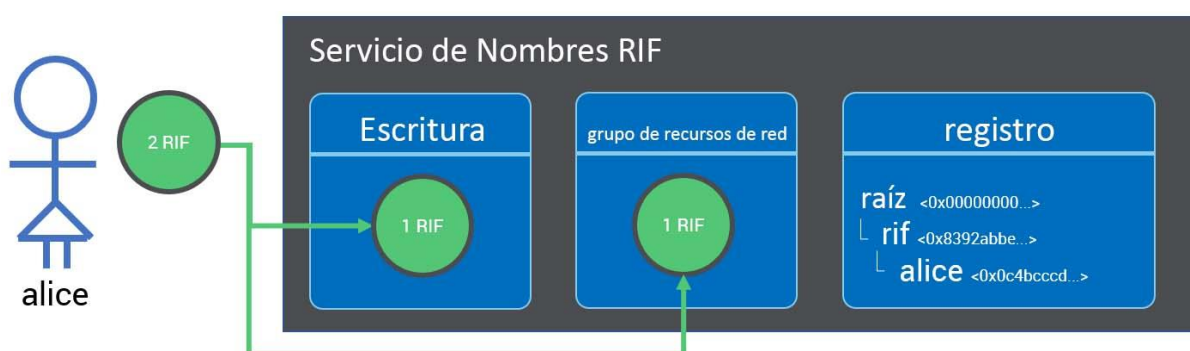 Servicio de Nombres RIF
2 RIF
alice
Escritura
1 RIF
grupo de recursos de red
1 RIF
registro
raíz <0x00000000...>
rif <0x8392abbe...>
alice <0x0c4bcccd...>